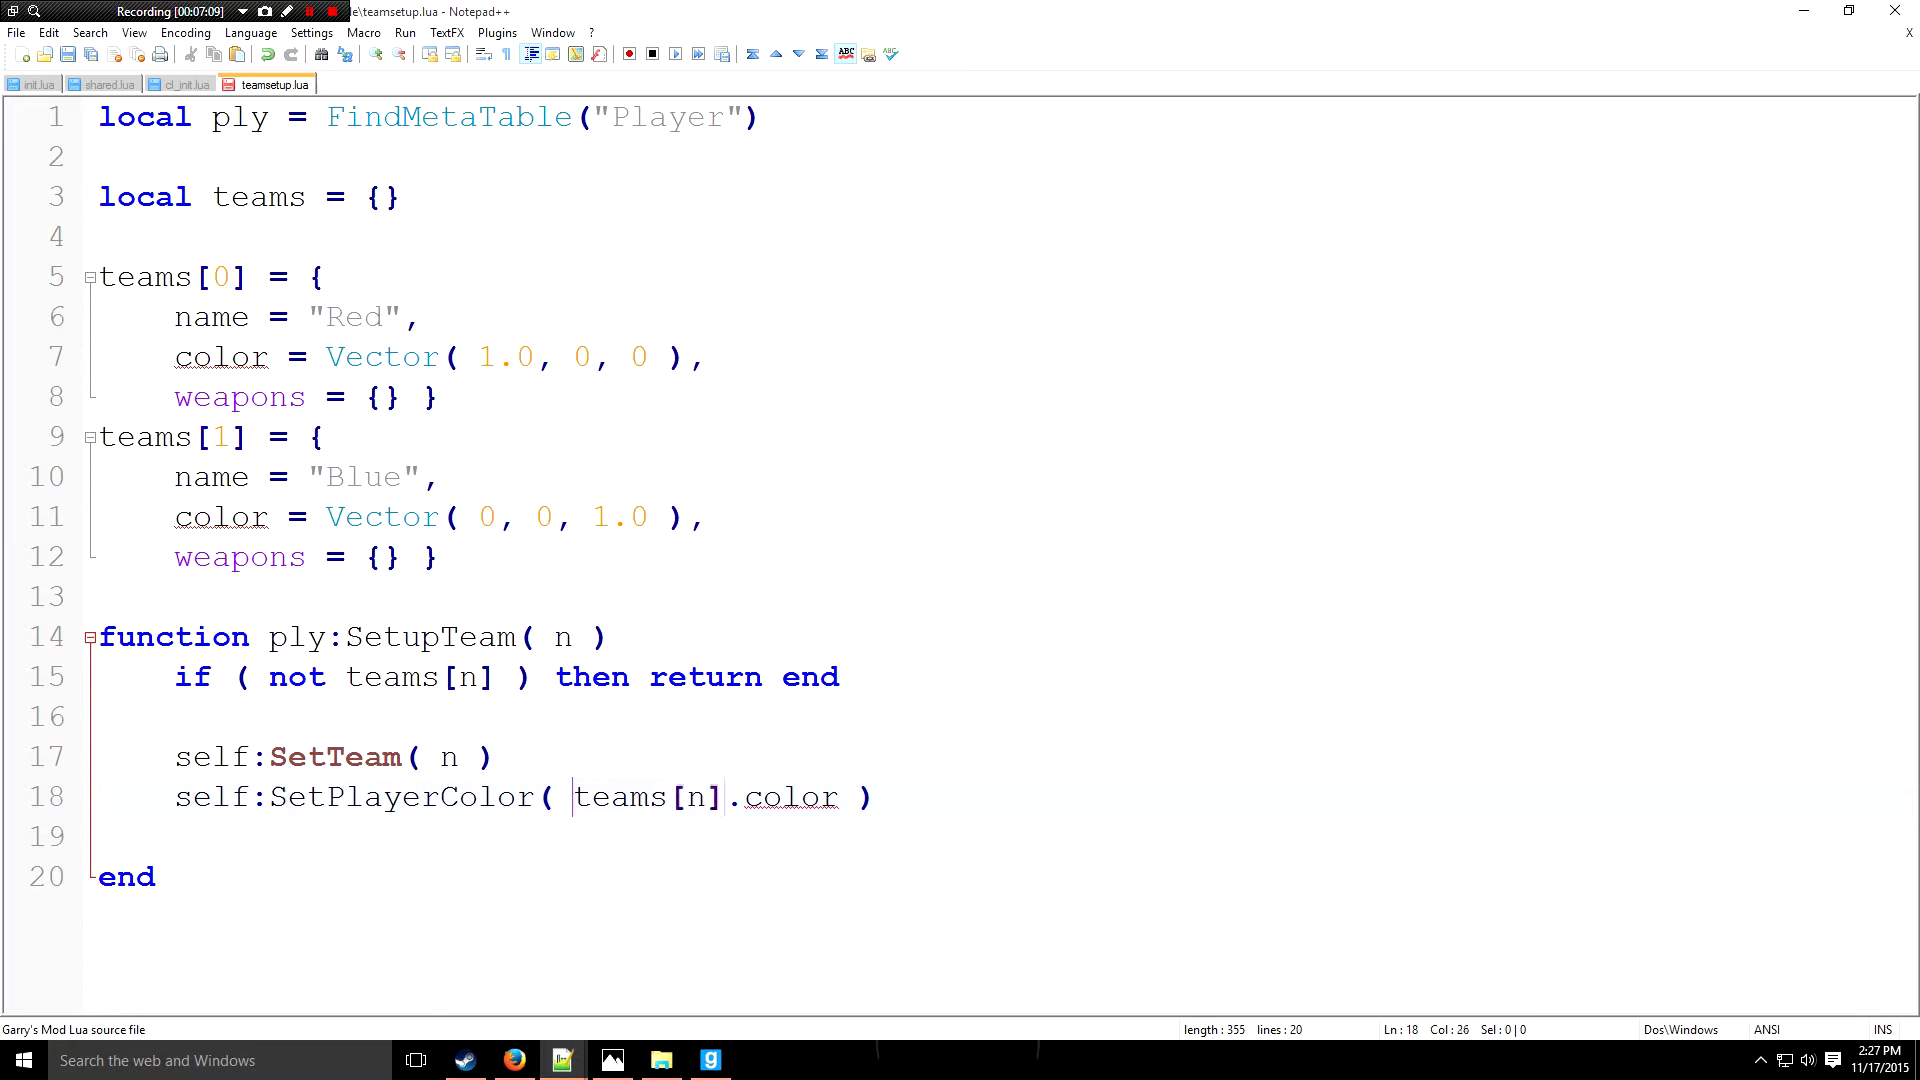 Recording [00:07:09] le\teamsetup.lua - Notepad++
File Edit Search View Encoding Language Settings Macro Run TextFX Plugins Window ? X
init.lua shared.lua cl_init.lua teamsetup.lua
1 local ply = FindMetaTable("Player")
2
3 local teams = {}
4
5 teams[0] = {
6 name = "Red",
7 color = Vector( 1.0, 0, 0 ),
8 weapons = {} }
9 teams[1] = {
10 name = "Blue",
11 color = Vector( 0, 0, 1.0 ),
12 weapons = {} }
13
14 function ply:SetupTeam( n )
15 if ( not teams[n] ) then return end
16
17 self:SetTeam( n )
18 self:SetPlayerColor( teams[n].color )
19
20 end
Garry's Mod Lua source file length : 355 lines : 20 Ln : 18 Col : 26 Sel : 0 | 0 Dos\Windows ANSI INS
Search the web and Windows
2:27 PM
11/17/2015